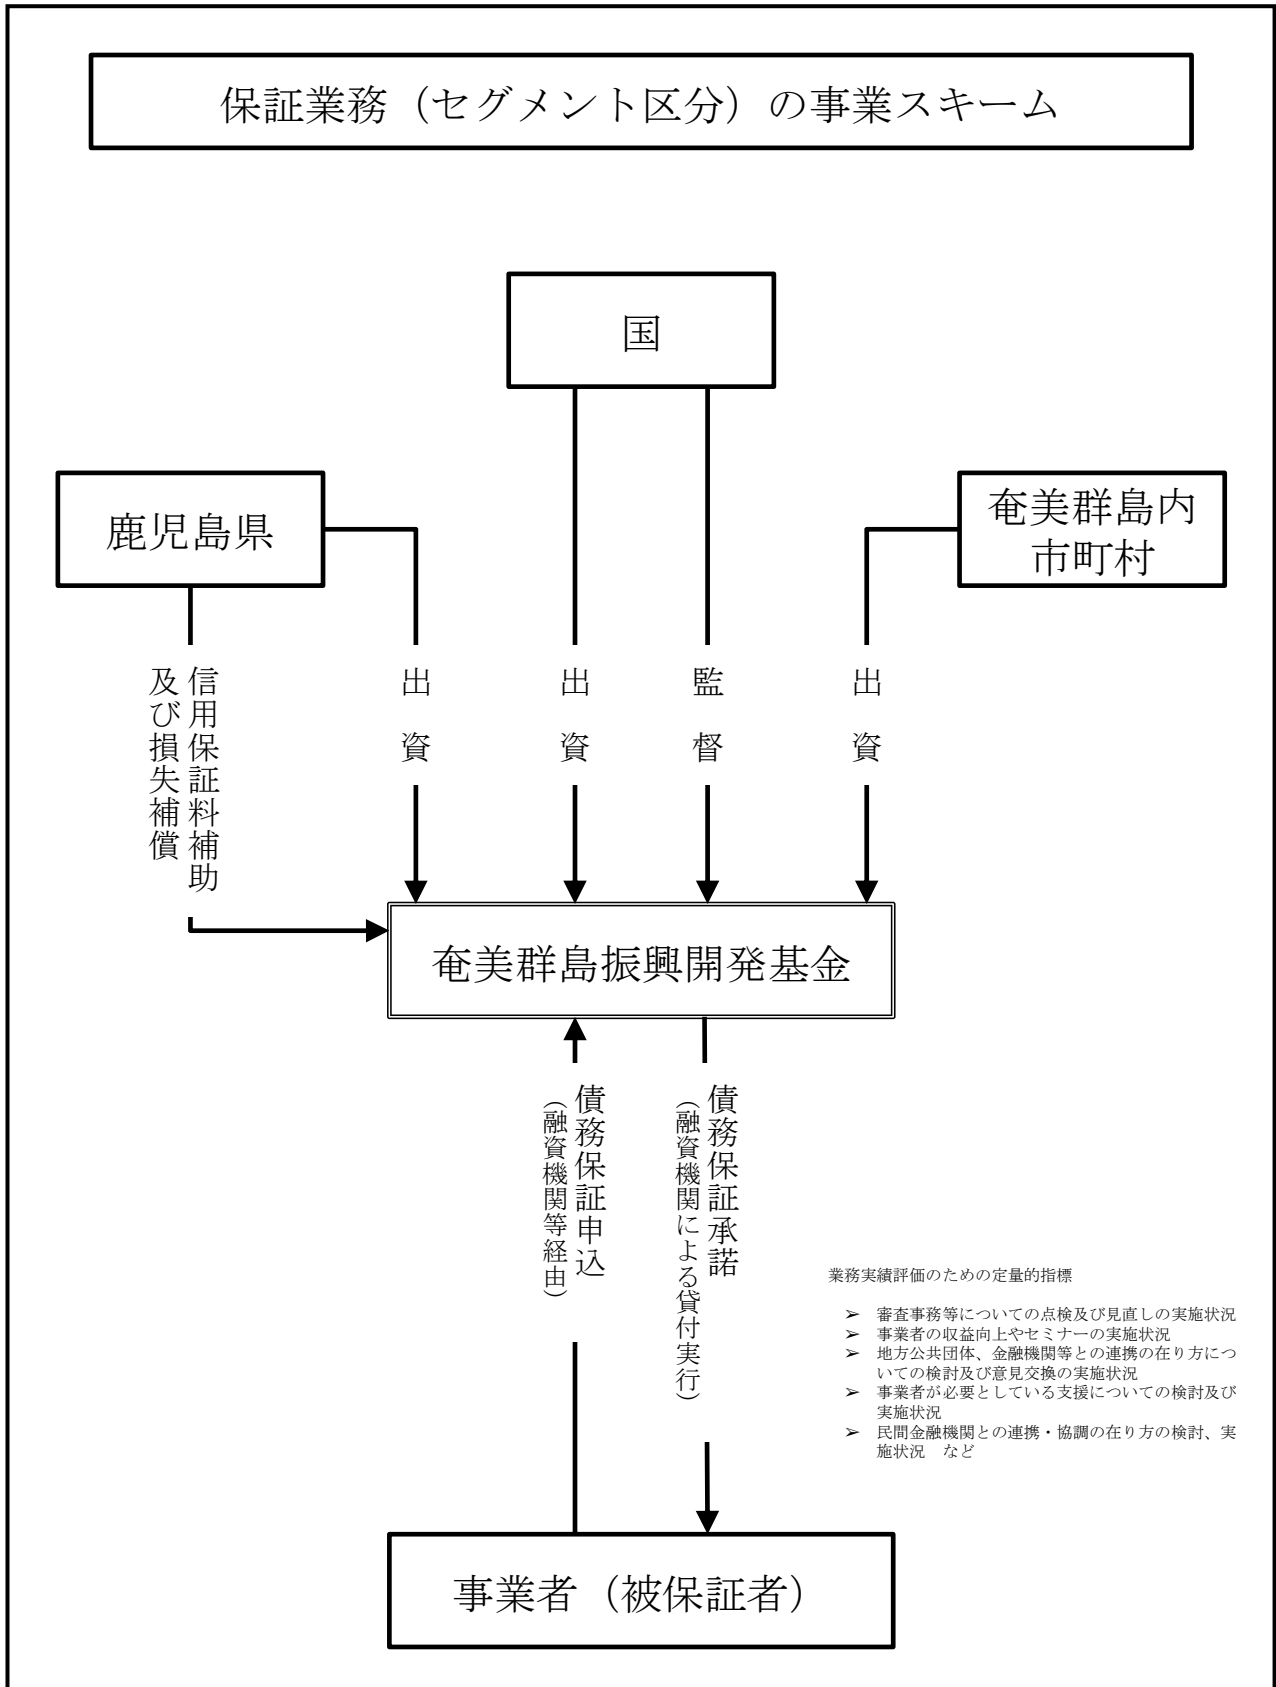 保証業務（セグメント区分）の事業スキーム
国
鹿児島県
奄美群島内
市町村
信用保証料補助
及び損失補償
出資
出資
監督
出資
奄美群島振興開発基金
債務保証申込
（融資機関等経由）
債務保証承諾
（融資機関による貸付実行）
業務実績評価のための定量的指標
➢ 審査事務等についての点検及び見直しの実施状況
➢ 事業者の収益向上やセミナーの実施状況
➢ 地方公共団体、金融機関等との連携の在り方につ
いての検討及び意見交換の実施状況
➢ 事業者が必要としている支援についての検討及び
実施状況
➢ 民間金融機関との連携・協調の在り方の検討、実
施状況　など
事業者（被保証者）